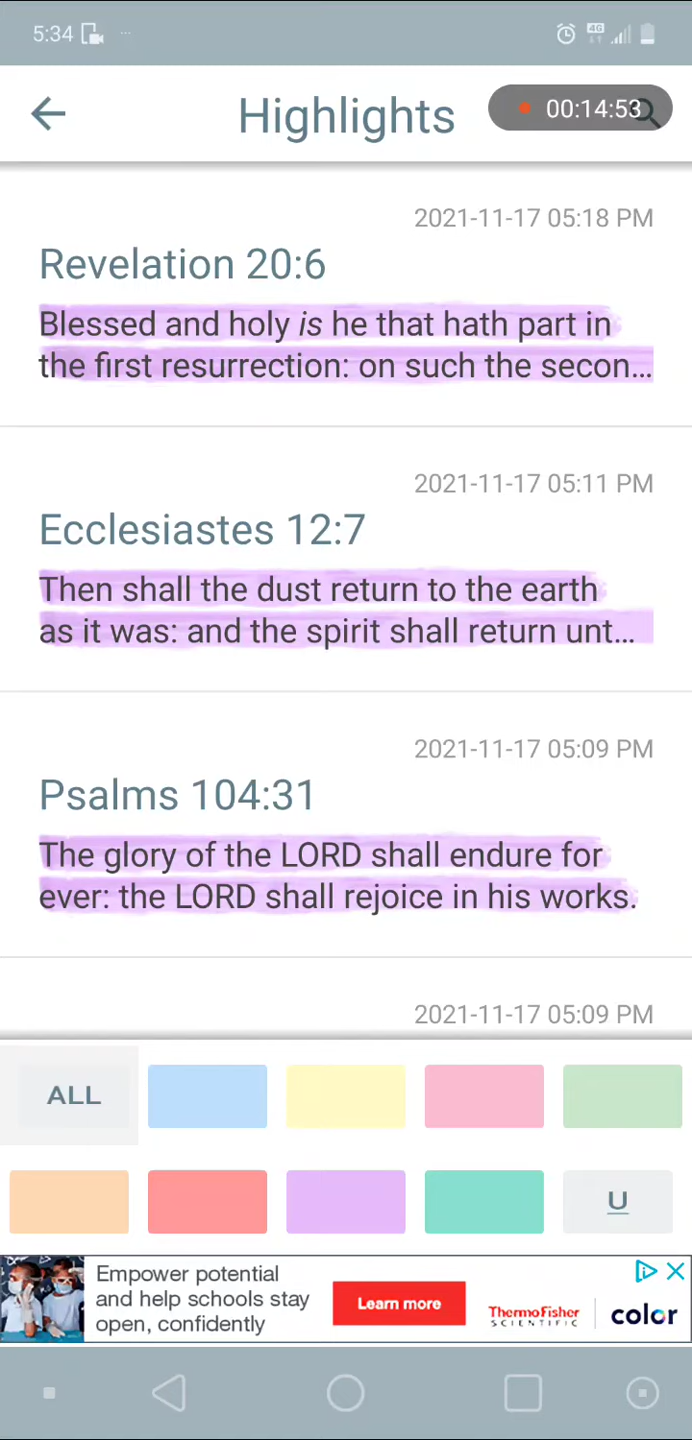 5:34
4G
Highlights
00:14:53
2021-11-17 05:18 PM
Revelation 20:6
Blessed and holy is he that hath part in
the first resurrection: on such the secon...
2021-11-17 05:11 PM
Ecclesiastes 12:7
Then shall the dust return to the earth
as it was: and the spirit shall return unt...
2021-11-17 05:09 PM
Psalms 104:31
The glory of the LORD shall endure for
ever: the LORD shall rejoice in his works.
2021-11-17 05:09 PM
ALL
U
Empower potential
and help schools stay
open, confidently
Learn more
ThermoFisher
SCIENTIFIC
color